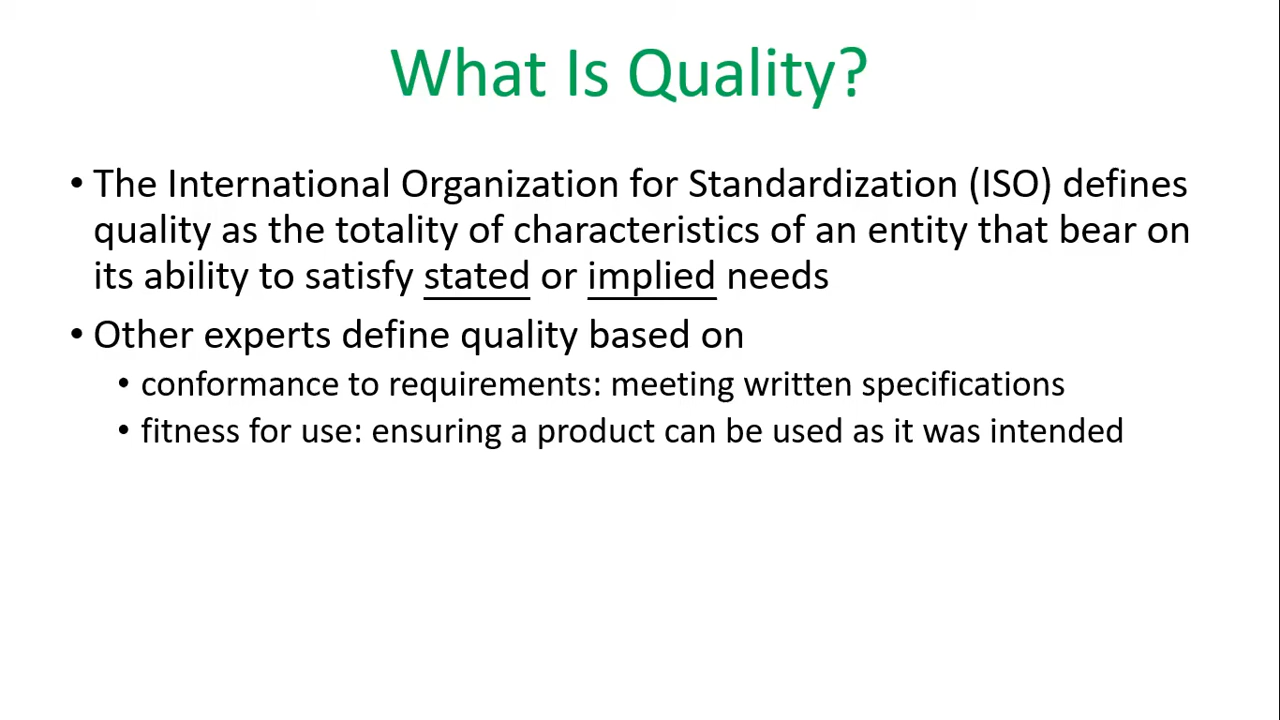 What Is Quality?
• The International Organization for Standardization (ISO) defines
quality as the totality of characteristics of an entity that bear on
its ability to satisfy stated or implied needs
• Other experts define quality based on
• conformance to requirements: meeting written specifications
• fitness for use: ensuring a product can be used as it was intended